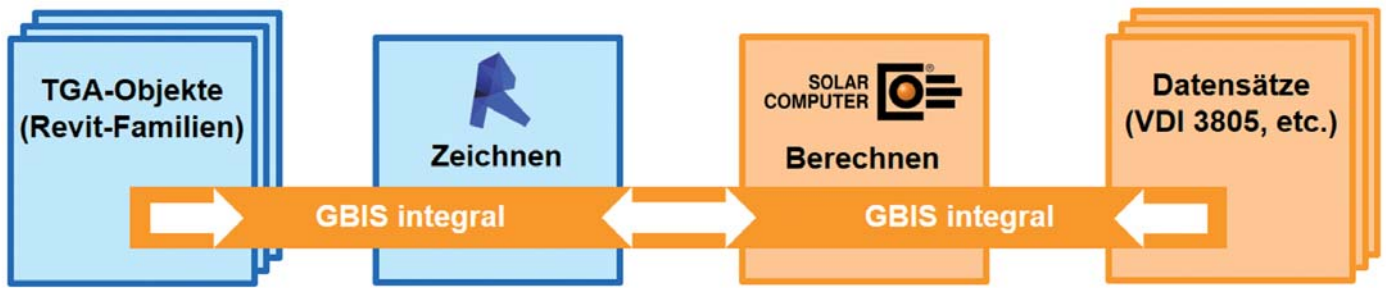 TGA-Objekte
(Revit-Familien)
Zeichnen
SOLAR
COMPUTER
®
Berechnen
Datensätze
(VDI 3805, etc.)
GBIS integral
GBIS integral